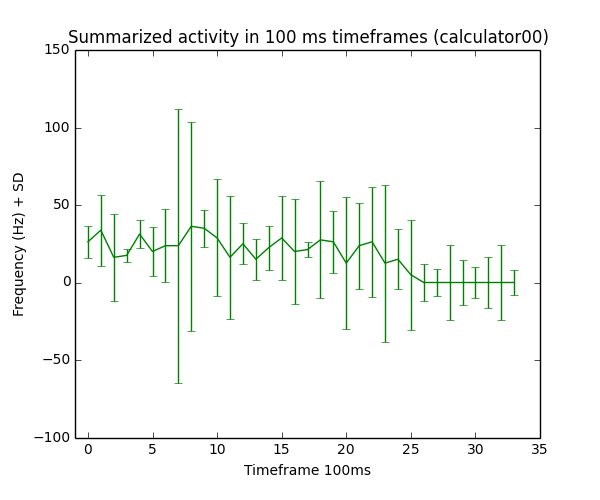 Summarized activity in 100 ms timeframes (calculator00)
150
100
50
0
−50
−100
Frequency (Hz) + SD
0 5 10 15 20 25 30 35
Timeframe 100ms